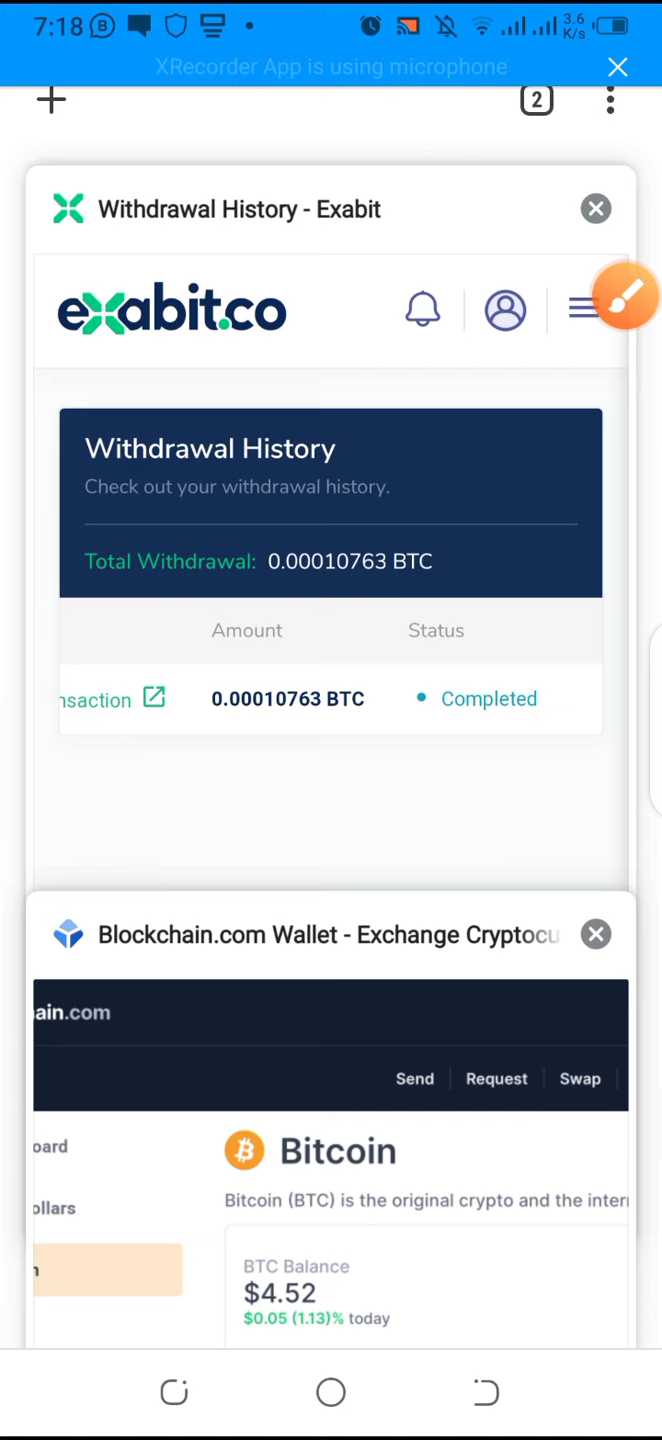 7:18
3.6
K/s
XRecorder App is using microphone
2
Withdrawal History - Exabit
exabit.co
Withdrawal History
Check out your withdrawal history.
Total Withdrawal: 0.00010763 BTC
Amount Status
nsaction 0.00010763 BTC Completed
Blockchain.com Wallet - Exchange Cryptocu
ain.com
Send Request Swap
oard
Bitcoin
Bitcoin (BTC) is the original crypto and the inter
ollars
n
BTC Balance
$4.52
$0.05 (1.13)% today